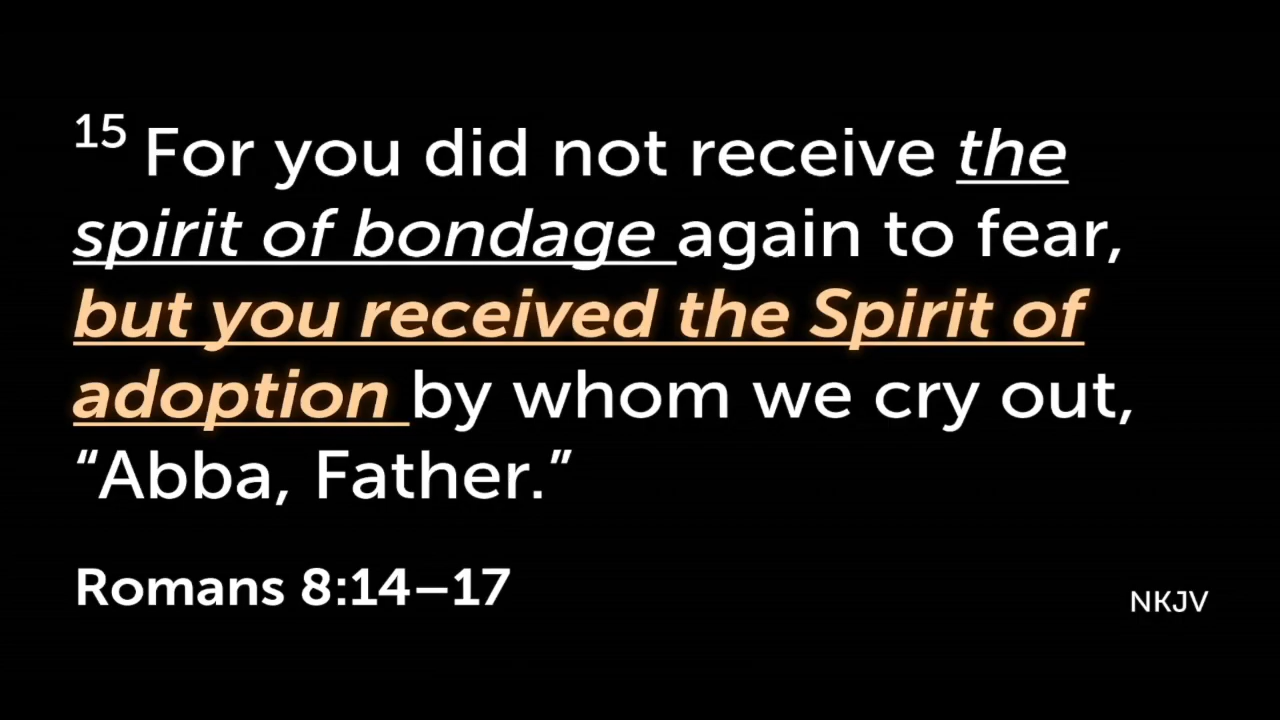 15 For you did not receive the
spirit of bondage again to fear,
but you received the Spirit of
adoption by whom we cry out,
“Abba, Father.”
Romans 8:14–17
NKJV